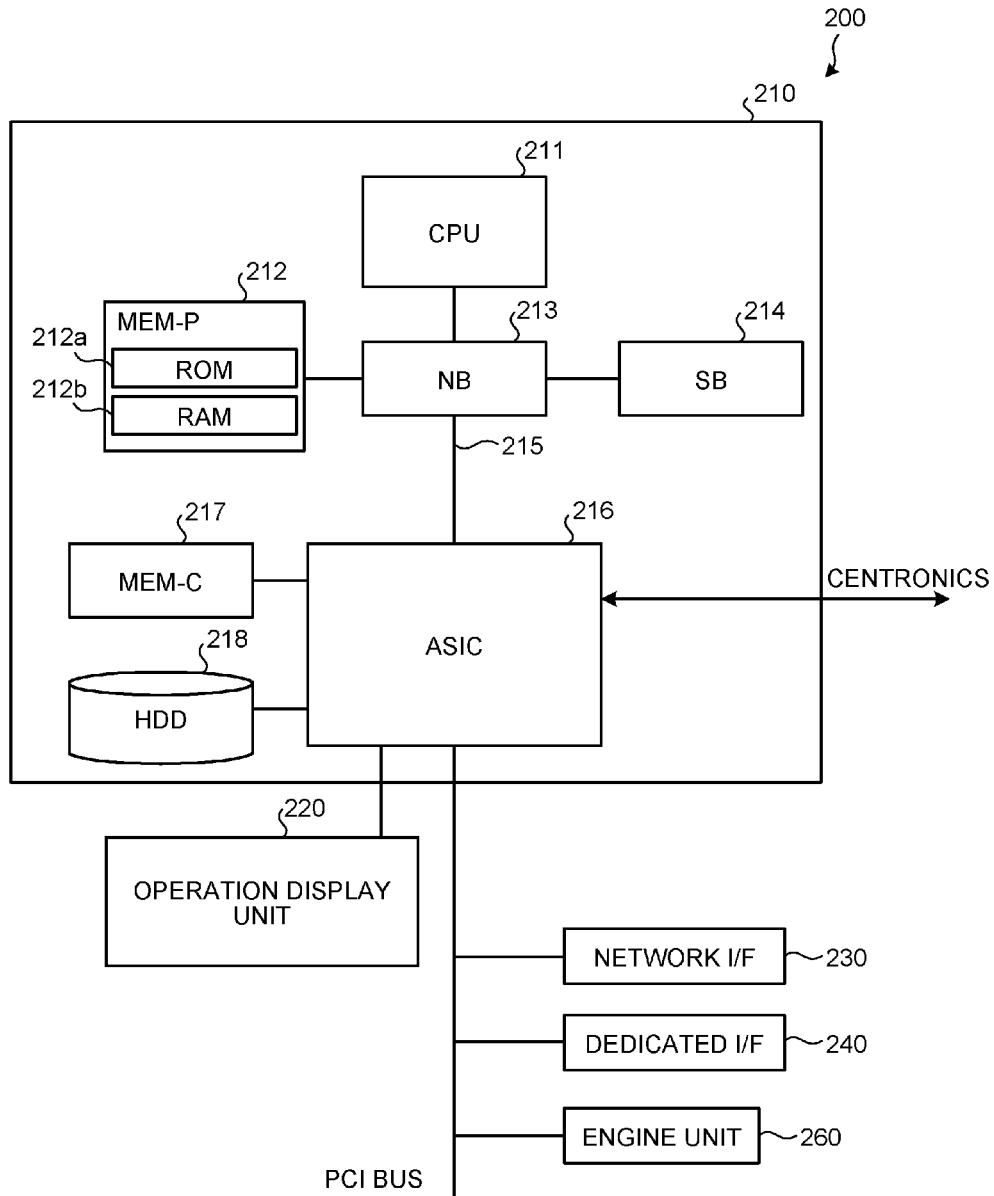 200
210
211
CPU
212
MEM-P
212a
ROM
212b
RAM
213
NB
214
SB
215
217
MEM-C
216
ASIC
CENTRONICS
218
HDD
220
OPERATION DISPLAY
UNIT
NETWORK I/F
230
DEDICATED I/F
240
ENGINE UNIT
260
PCI BUS